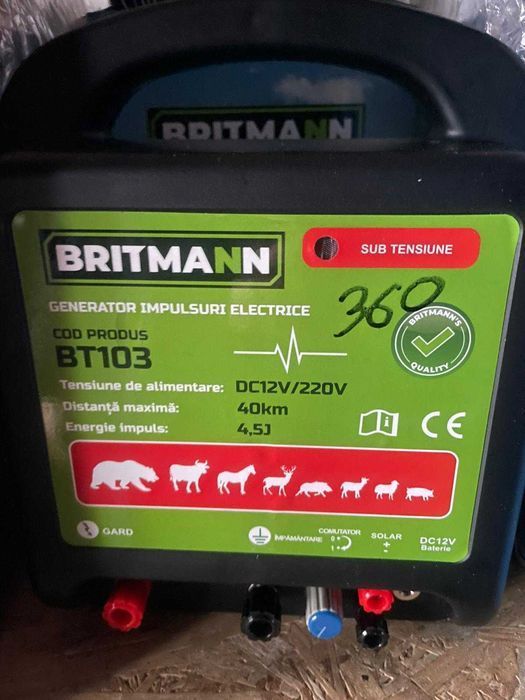 BRITMANN
BRITMANN
SUB TENSIUNE
GENERATOR IMPULSURI ELECTRICE
360
COD PRODUS
BT103
BRITMANN'S
QUALITY
Tensiune de alimentare: DC12V/220V
Distanță maximă: 40km
Energie impuls: 4,5J
i
CE
GARD
ÎMPĂMÂNTARE
COMUTATOR
0
1
SOLAR
+
-
DC12V
Baterie